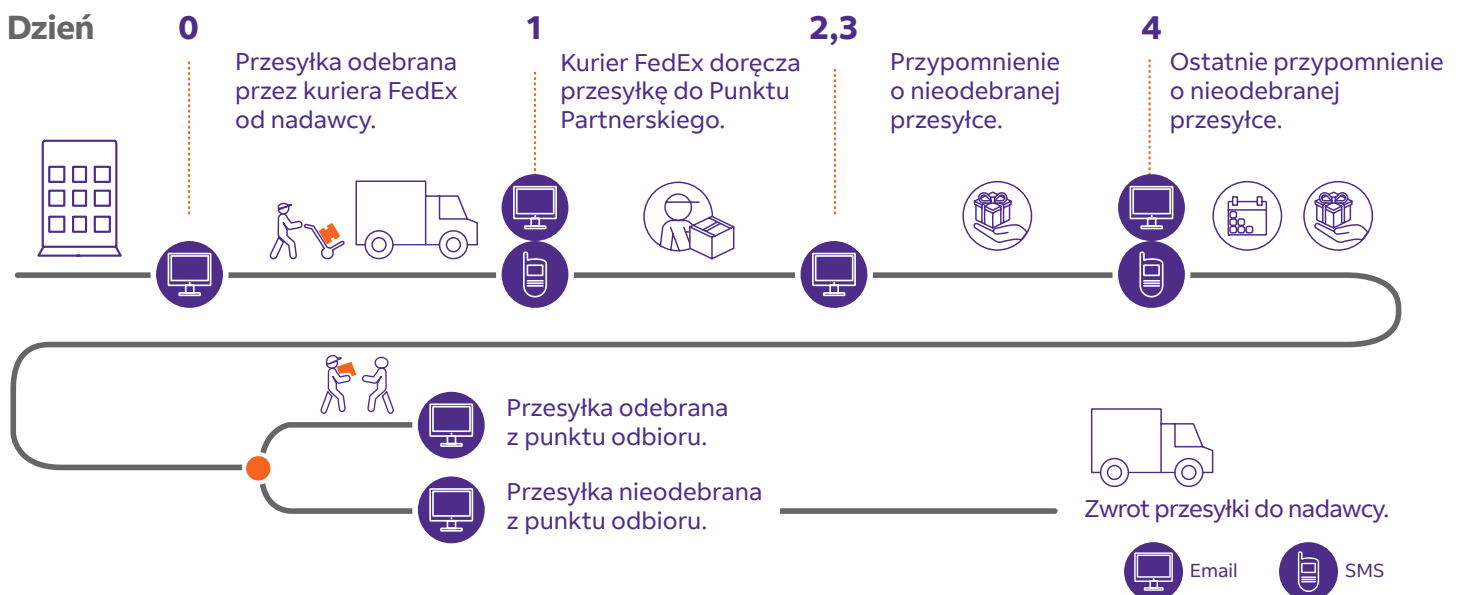 Dzień 0 1 2,3 4
Przesyłka odebrana
przez kuriera FedEx
od nadawcy.
Kurier FedEx doręcza
przesyłkę do Punktu
Partnerskiego.
Przypomnienie
o nieodebranej
przesyłce.
Ostatnie przypomnienie
o nieodebranej
przesyłce.
Przesyłka odebrana
z punktu odbioru.
Przesyłka nieodebrana
z punktu odbioru.
Zwrot przesyłki do nadawcy.
Email
SMS